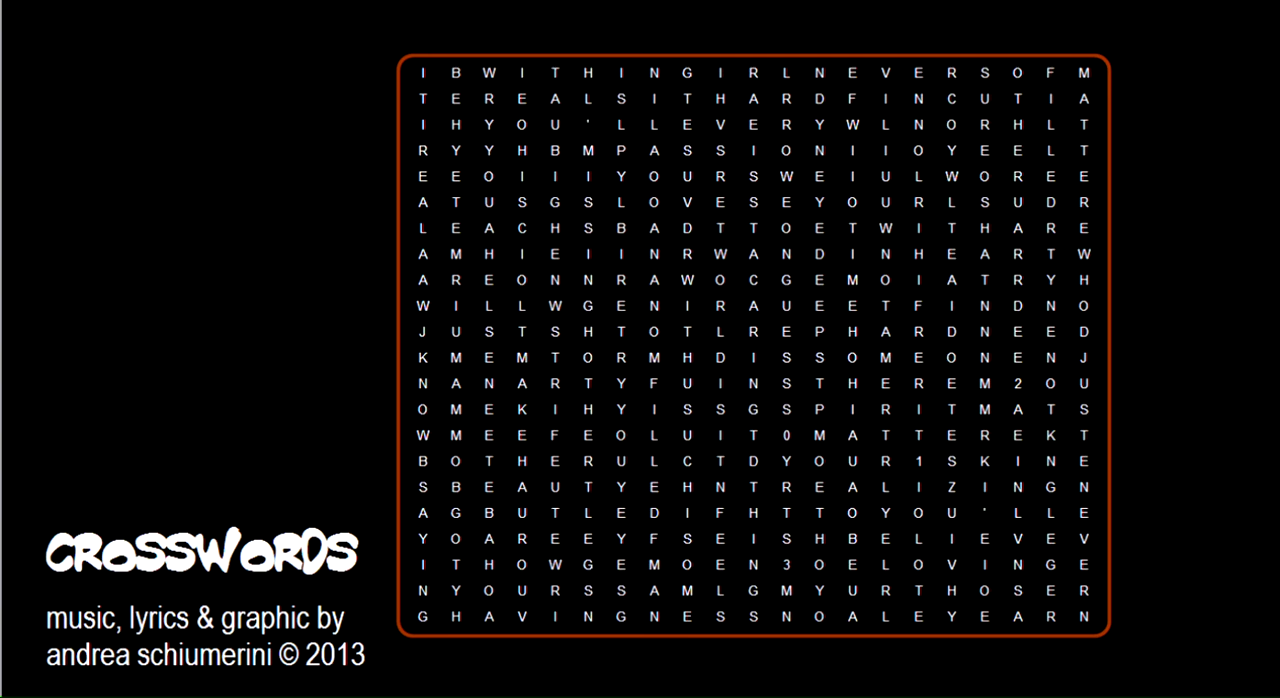 I B W I T H I N G I R L N E V E R S O F M
T E R E A L S I T H A R D F I N C U T I A
I H Y O U ' L L E V E R Y W L N O R H L T
R Y Y H B M P A S S I O N I I O Y E E L T
E E O I I I Y O U R S W E I U L W O R E E
A T U S G S L O V E S E Y O U R L S U D R
L E A C H S B A D T T O E T W I T H A R E
A M H I E I I N R W A N D I N H E A R T W
A R E O N N R A W O C G E M O I A T R Y H
W I L L W G E N I R A U E E T F I N D N O
J U S T S H T O T L R E P H A R D N E E D
K M E M T O R M H D I S S O M E O N E N J
N A N A R T Y F U I N S T H E R E M 2 O U
O M E K I H Y I S S G S P I R I T M A T S
W M E E F E O L U I T 0 M A T T E R E K T
B O T H E R U L C T D Y O U R 1 S K I N E
S B E A U T Y E H N T R E A L I Z I N G N
A G B U T L E D I F H T T O Y O U ' L L E
Y O A R E E Y F S E I S H B E L I E V E V
I T H O W G E M O E N 3 O E L O V I N G E
N Y O U R S S A M L G M Y U R T H O S E R
G H A V I N G N E S S N O A L E Y E A R N
CROSSWORDS
music, lyrics & graphic by
andrea schiumerini © 2013